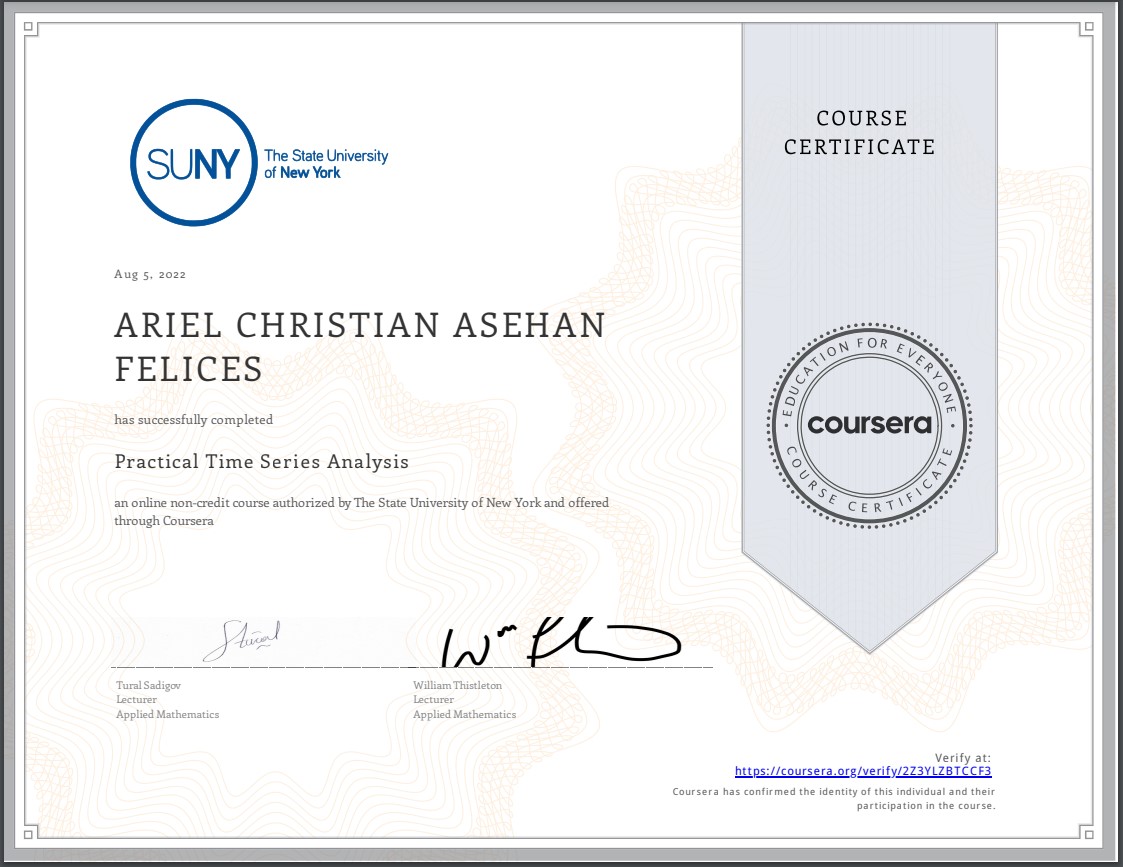 SUNY
The State University
of New York
COURSE
CERTIFICATE
Aug 5, 2022
ARIEL CHRISTIAN ASEHAN
FELICES
has successfully completed
Practical Time Series Analysis
an online non-credit course authorized by The State University of New York and offered
through Coursera
EDUCATION FOR EVERYONE
coursera
COURSE CERTIFICATE
Tural Sadigov
Lecturer
Applied Mathematics
William Thistleton
Lecturer
Applied Mathematics
Verify at:
https://coursera.org/verify/2Z3YLZBTCCF3
Coursera has confirmed the identity of this individual and their
participation in the course.